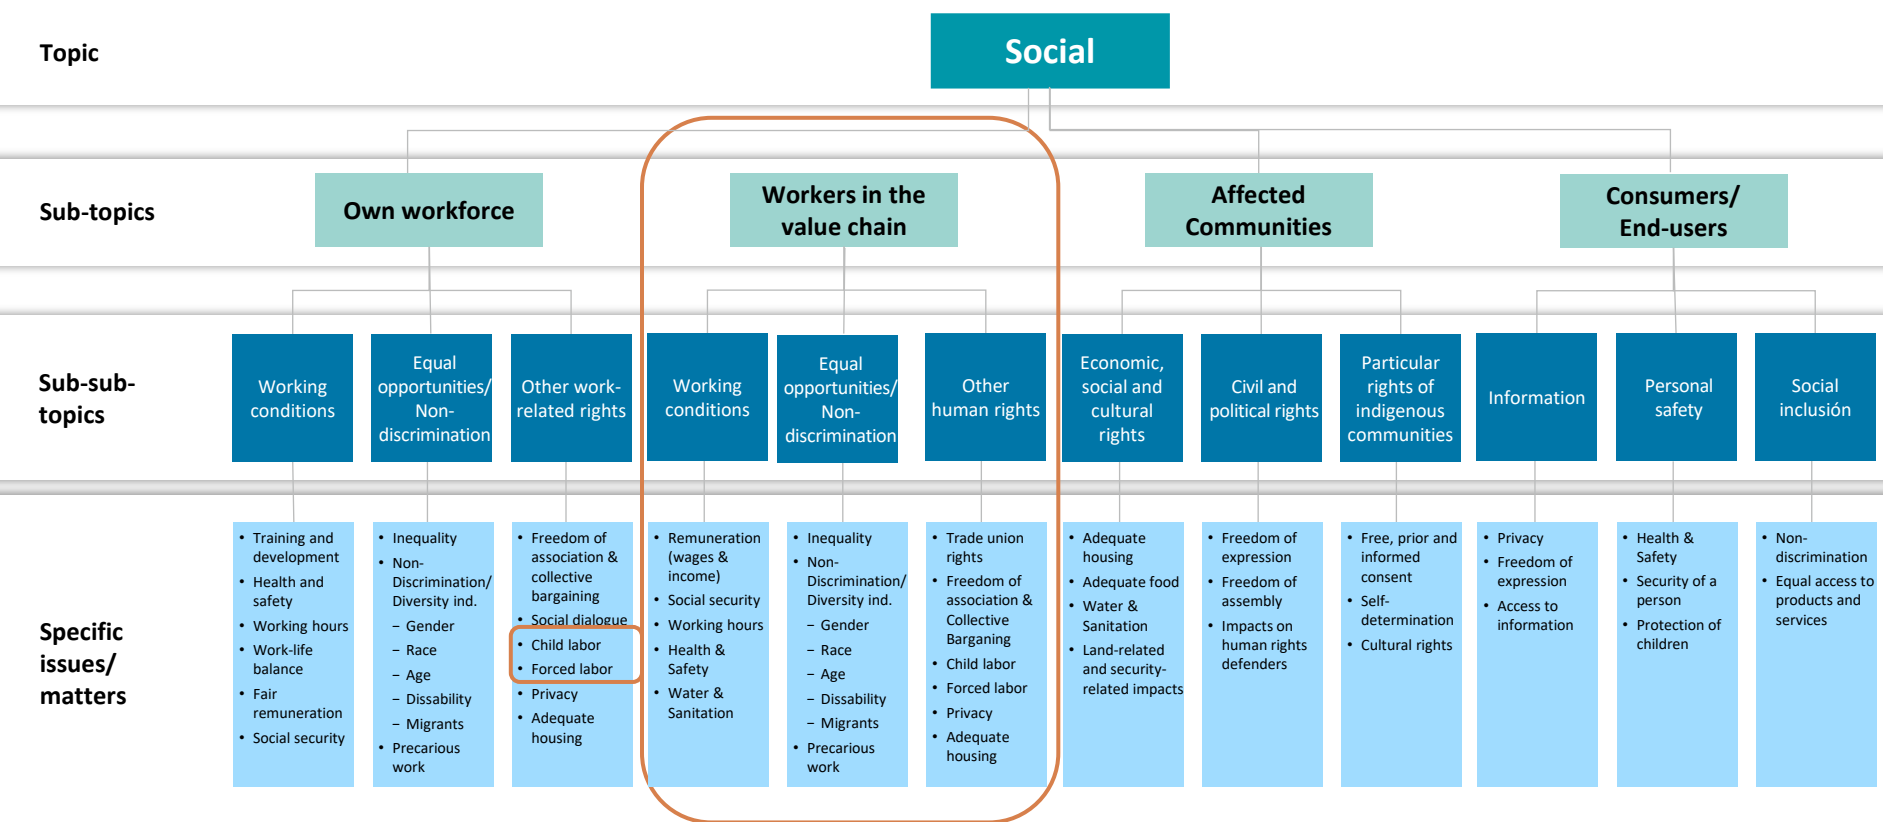 Topic
Social
Sub-topics
Own workforce
Workers in the
value chain
Affected
Communities
Consumers/
End-users
Sub-sub-
topics
Working
conditions
Equal
opportunities/
Non-
discrimination
Other work-
related rights
Working
conditions
Equal
opportunities/
Non-
discrimination
Other
human rights
Economic,
social and
cultural
rights
Civil and
political rights
Particular
rights of
indigenous
communities
Information
Personal
safety
Social
inclusión
Specific
issues/
matters
• Training and
development
• Health and
safety
• Working hours
• Work-life
balance
• Fair
remuneration
• Social security
• Inequality
• Non-
Discrimination/
Diversity ind.
– Gender
– Race
– Age
– Dissability
– Migrants
• Precarious
work
• Freedom of
association &
collective
bargaining
• Social dialogue
• Child labor
• Forced labor
• Privacy
• Adequate
housing
• Remuneration
(wages &
income)
• Social security
• Working hours
• Health &
Safety
• Water &
Sanitation
• Inequality
• Non-
Discrimination/
Diversity ind.
– Gender
– Race
– Age
– Dissability
– Migrants
• Precarious
work
• Trade union
rights
• Freedom of
association &
Collective
Barganing
• Child labor
• Forced labor
• Privacy
• Adequate
housing
• Adequate
housing
• Adequate food
• Water &
Sanitation
• Land-related
and security-
related impacts
• Freedom of
expression
• Freedom of
assembly
• Impacts on
human rights
defenders
• Free, prior and
informed
consent
• Self-
determination
• Cultural rights
• Privacy
• Freedom of
expression
• Access to
information
• Health &
Safety
• Security of a
person
• Protection of
children
• Non-
discrimination
• Equal access to
products and
services